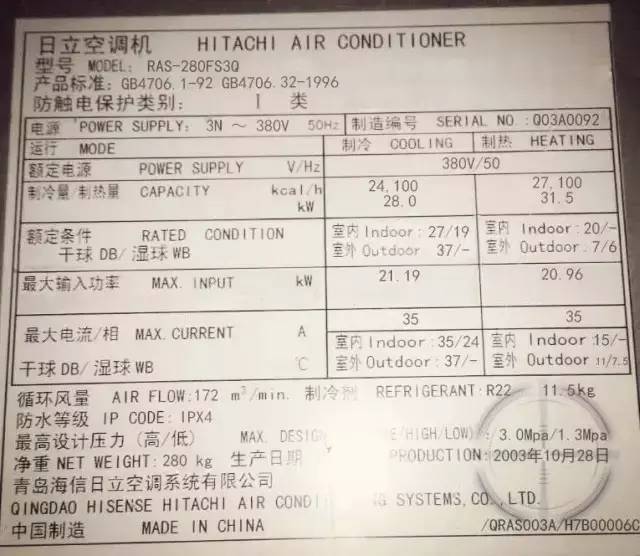 日立空调机 HITACHI AIR CONDITIONER
型号 MODEL: RAS-280FS3Q
产品标准: GB4706.1-92 GB4706.32-1996
防触电保护类别: I 类
电源 POWER SUPPLY: 3N ~ 380V 50Hz 制造编号 SERIAL NO.: Q03A0092
运行 MODE 制冷 COOLING 制热 HEATING
额定电源 POWER SUPPLY V/Hz 380V/50
制冷量/制热量 CAPACITY kcal/h 24,100 27,100
kW 28.0 31.5
额定条件 RATED CONDITION 室内 Indoor: 27/19 室内 Indoor: 20/-
干球 DB/ 湿球 WB 室外 Outdoor: 37/- 室外 Outdoor: 7/6
最大输入功率 MAX. INPUT kW 21.19 20.96
最大电流/相 MAX. CURRENT A 35 35
室内 Indoor: 35/24 室内 Indoor: 15/-
干球 DB/ 湿球 WB ℃ 室外 Outdoor: 37/- 室外 Outdoor: 11/7.5
循环风量 AIR FLOW: 172 m³/min. 制冷剂 REFRIGERANT: R22 11.5kg
防水等级 IP CODE: IPX4
最高设计压力 (高/低) MAX. DESIGN (HIGH/LOW): 3.0Mpa/1.3Mpa
净重 NET WEIGHT: 280 kg 生产日期 PRODUCTION: 2003年10月28日
青岛海信日立空调系统有限公司
QINGDAO HISENSE HITACHI AIR SYSTEMS, CO., LTD.
中国制造 MADE IN CHINA /QRAS003A/H7B00006C